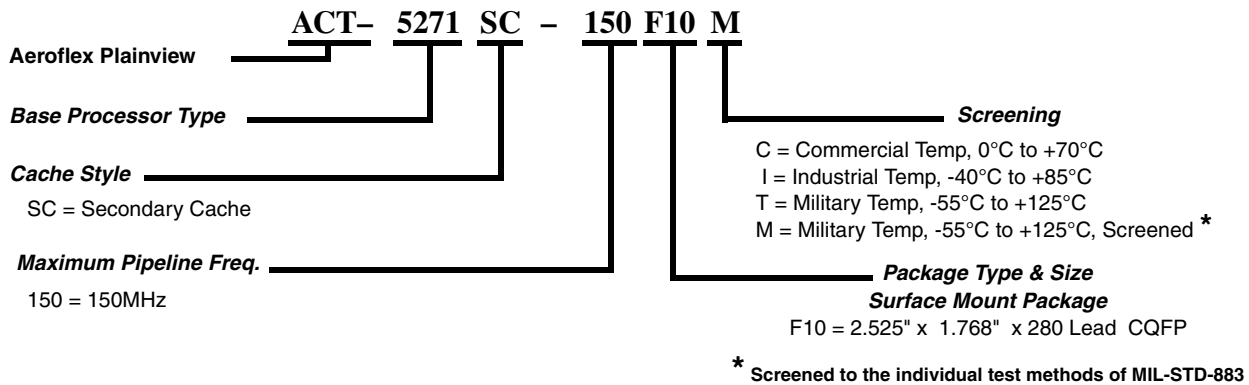 ACT– 5271 SC – 150 F10 M
Aeroflex Plainview
Base Processor Type
Cache Style
SC = Secondary Cache
Maximum Pipeline Freq.
150 = 150MHz
Screening
C = Commercial Temp, 0°C to +70°C
I = Industrial Temp, -40°C to +85°C
T = Military Temp, -55°C to +125°C
M = Military Temp, -55°C to +125°C, Screened *
Package Type & Size
Surface Mount Package
F10 = 2.525" x 1.768" x 280 Lead CQFP
* Screened to the individual test methods of MIL-STD-883